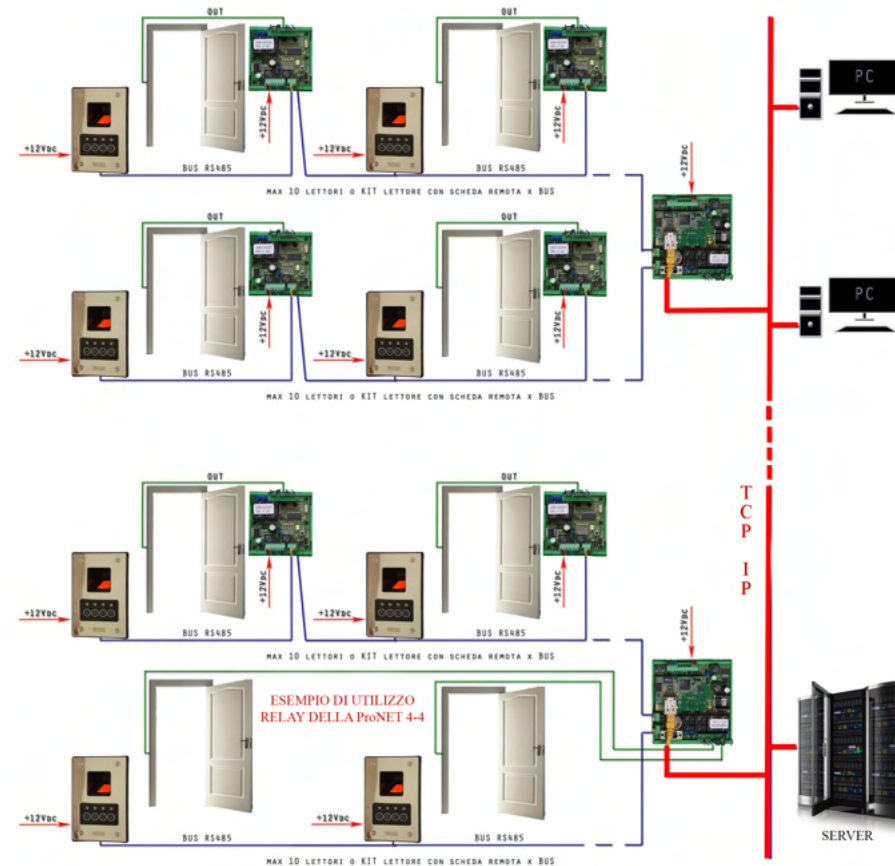 OUT
OUT
+12VDC
+12VDC
+12VDC
BUS RS485
+12VDC
BUS RS485
MAX 10 LETTORI O KIT LETTORE CON SCHEDA REMOTA X BUS
+12VDC
PC
OUT
OUT
+12VDC
+12VDC
+12VDC
BUS RS485
+12VDC
BUS RS485
MAX 10 LETTORI O KIT LETTORE CON SCHEDA REMOTA X BUS
PC
TCP IP
OUT
OUT
+12VDC
+12VDC
+12VDC
BUS RS485
+12VDC
BUS RS485
MAX 10 LETTORI O KIT LETTORE CON SCHEDA REMOTA X BUS
+12VDC
ESEMPIO DI UTILIZZO
RELAY DELLA ProNET 4-4
+12VDC
BUS RS485
+12VDC
BUS RS485
MAX 10 LETTORI O KIT LETTORE CON SCHEDA REMOTA X BUS
SERVER